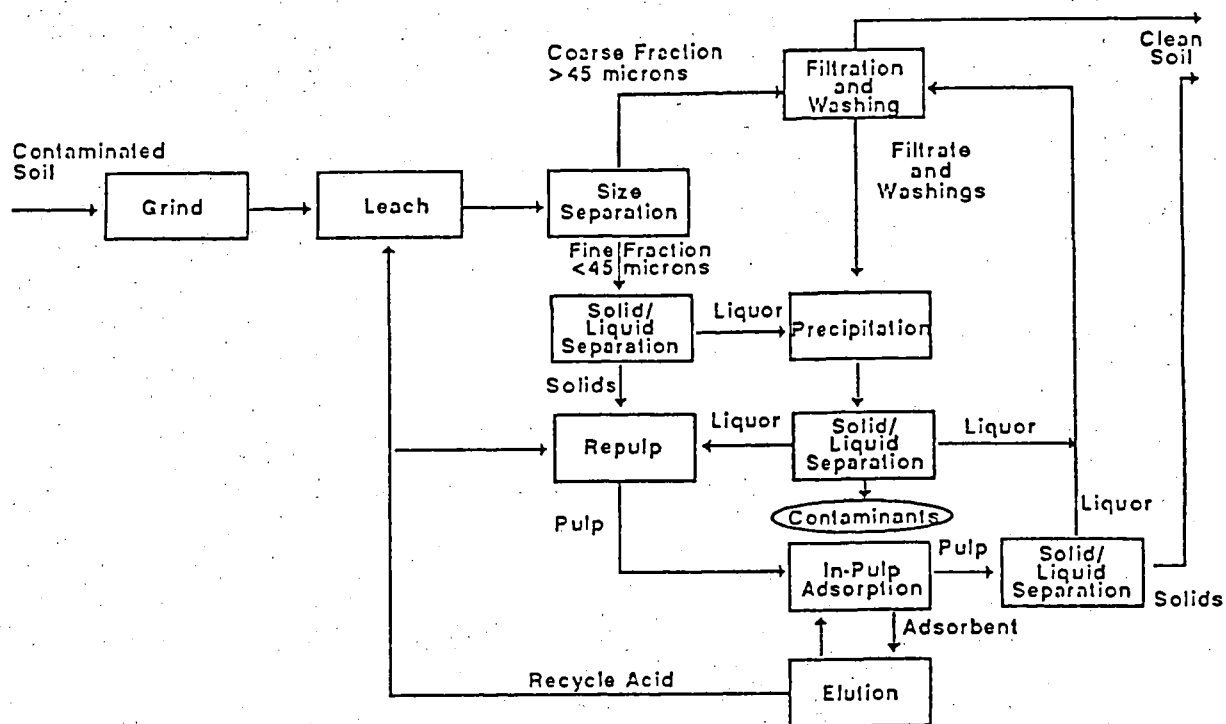 Coarse Fraction
>45 microns
Filtration
and
Washing
Clean
Soil
Contaminated
Soil
Grind
Leach
Size
Separation
Filtrate
and
Washings
Fine Fraction
<45 microns
Solid/
Liquid
Separation
Liquor
Precipitation
Solids
Repulp
Liquor
Solid/
Liquid
Separation
Liquor
Contaminants
Liquor
Pulp
In-Pulp
Adsorption
Pulp
Solid/
Liquid
Separation
Solids
Adsorbent
Recycle Acid
Elution